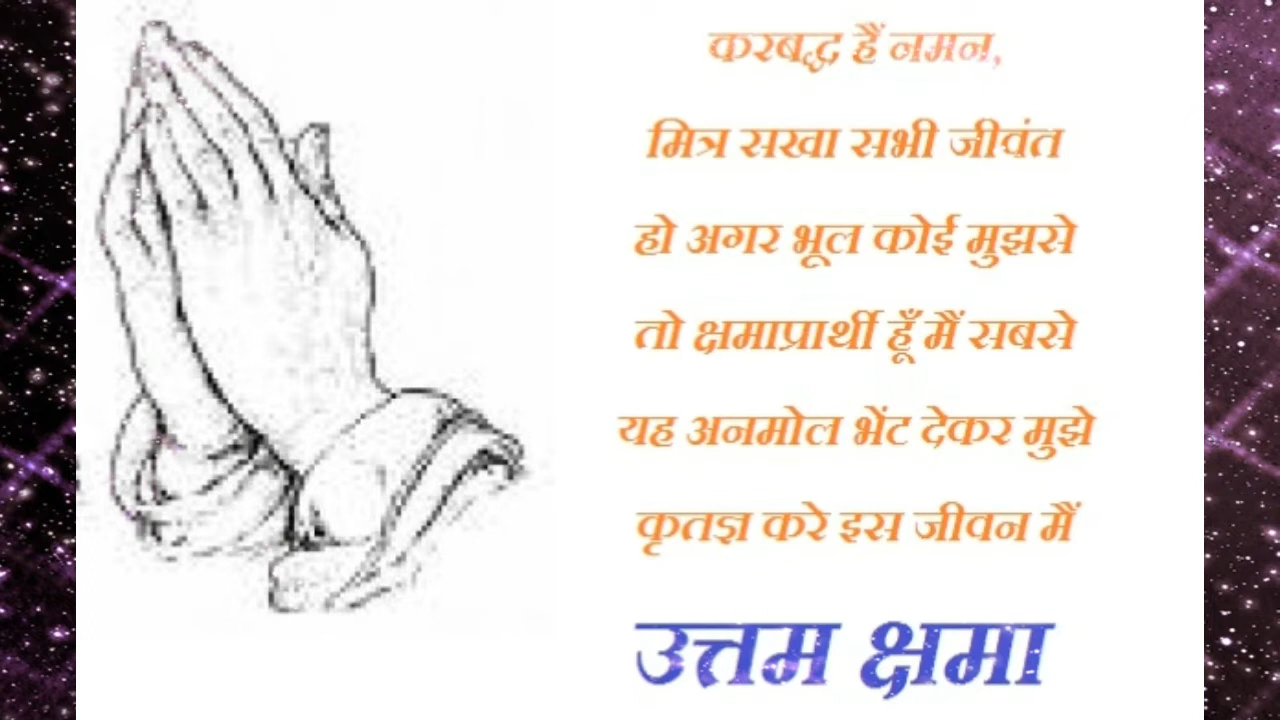 करबद्ध हैं नमन,
मित्र सखा सभी जीवंत
हो अगर भूल कोई मुझसे
तो क्षमाप्रार्थी हूँ मैं सबसे
यह अनमोल भेंट देकर मुझे
कृतज्ञ करे इस जीवन मैं
उत्तम क्षमा